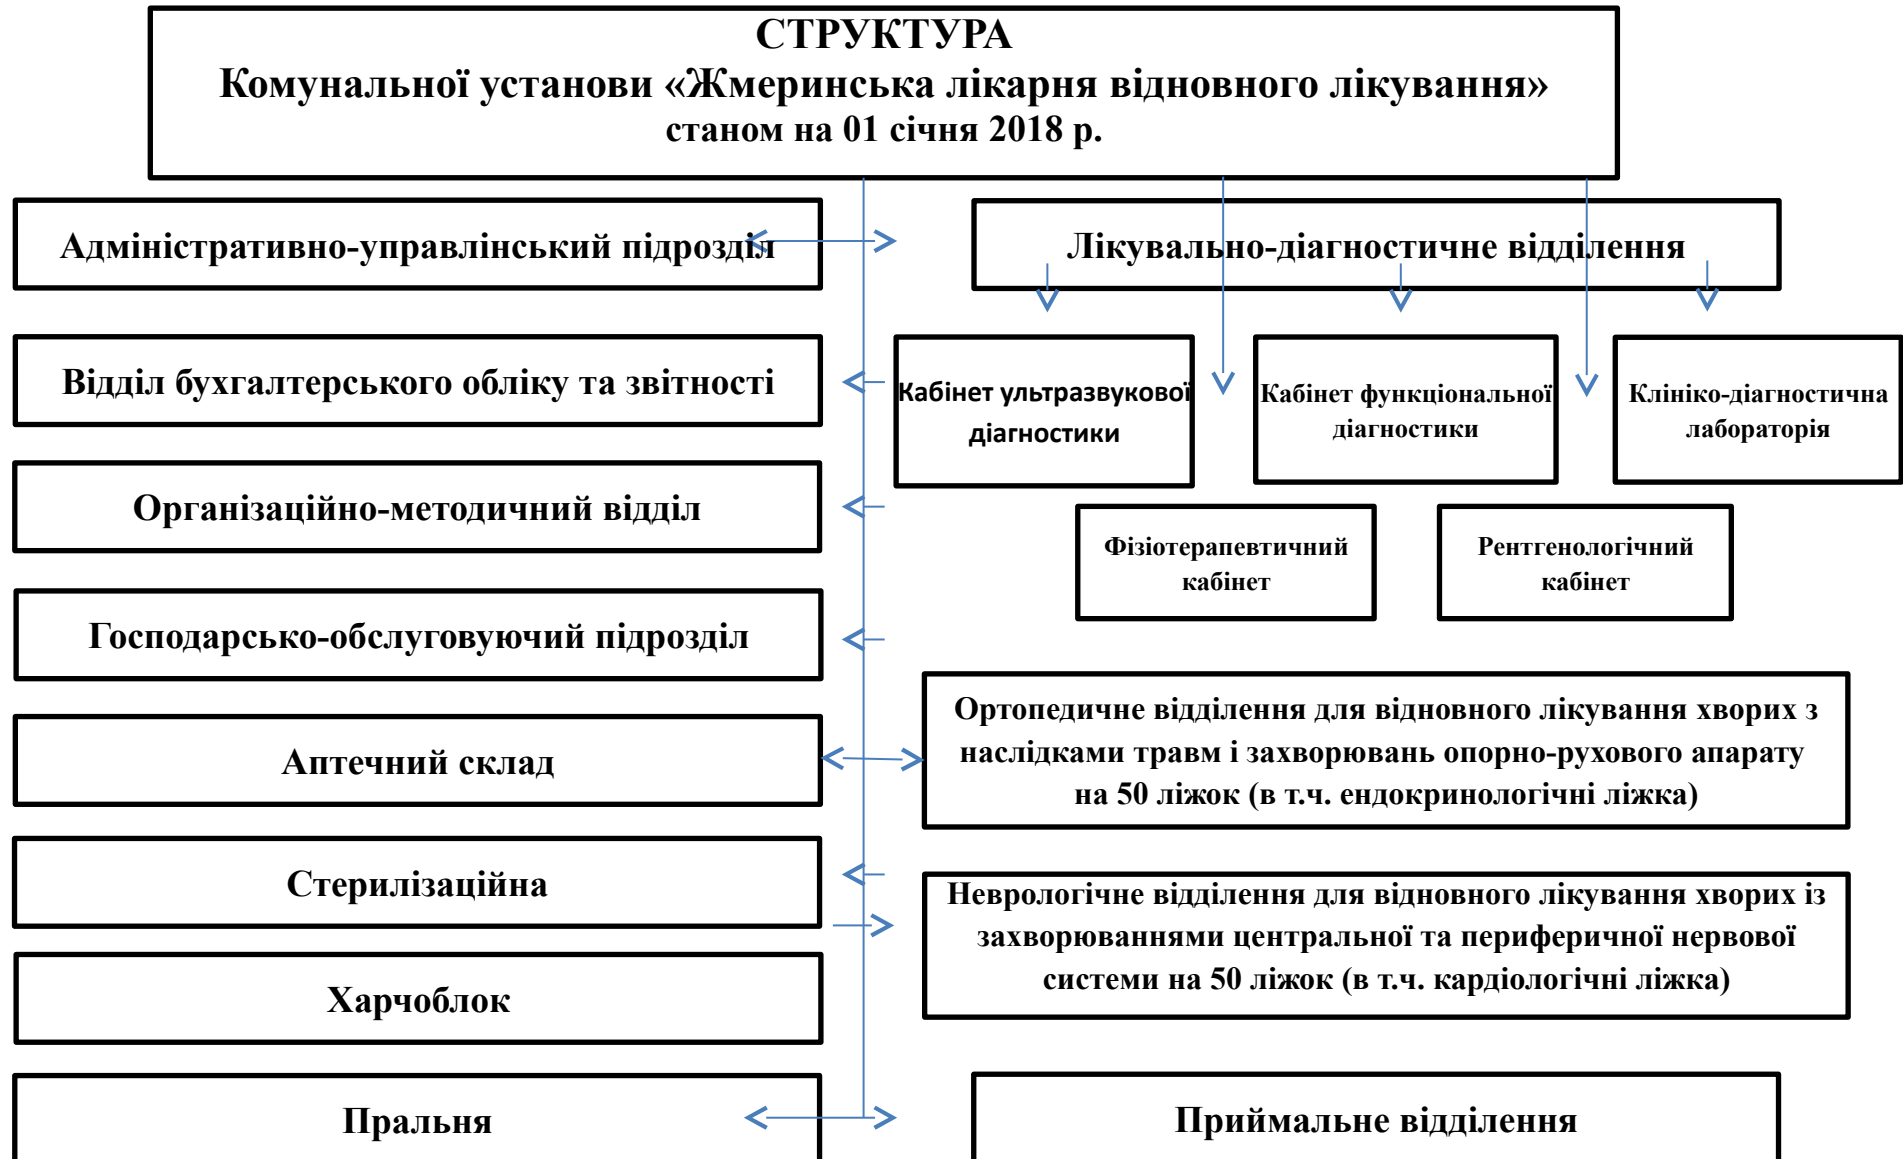 СТРУКТУРА
Комунальної установи «Жмеринська лікарня відновного лікування»
станом на 01 січня 2018 р.
Адміністративно-управлінський підрозділ
Лікувально-діагностичне відділення
Відділ бухгалтерського обліку та звітності
Кабінет ультразвукової
діагностики
Кабінет функціональної
діагностики
Клініко-діагностична
лабораторія
Організаційно-методичний відділ
Фізіотерапевтичний
кабінет
Рентгенологічний
кабінет
Господарсько-обслуговуючий підрозділ
Ортопедичне відділення для відновного лікування хворих з
наслідками травм і захворювань опорно-рухового апарату
на 50 ліжок (в т.ч. ендокринологічні ліжка)
Аптечний склад
Стерилізаційна
Неврологічне відділення для відновного лікування хворих із
захворюваннями центральної та периферичної нервової
системи на 50 ліжок (в т.ч. кардіологічні ліжка)
Харчоблок
Пральня
Приймальне відділення